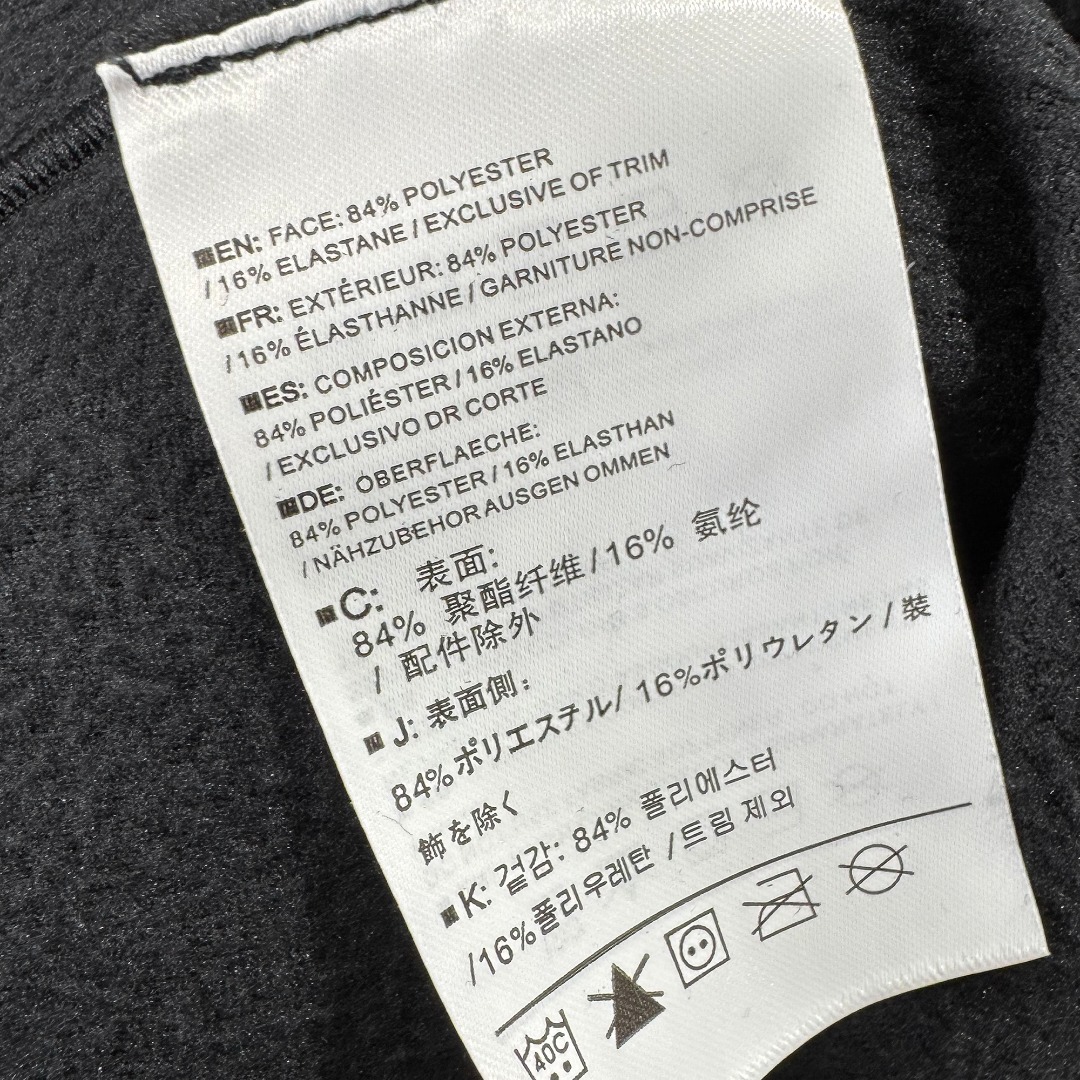 EN: FACE: 84% POLYESTER
/ 16% ELASTANE / EXCLUSIVE OF TRIM
FR: EXTÉRIEUR: 84% POLYESTER
/ 16% ÉLASTHANNE / GARNITURE NON-COMPRISE
ES: COMPOSICION EXTERNA:
84% POLIÉSTER / 16% ELASTANO
/ EXCLUSIVO DR CORTE
DE: OBERFLAECHE:
84% POLYESTER / 16% ELASTHAN
/ NÄHZUBEHOR AUSGEN OMMEN
C: 表面:
84% 聚酯纤维/16% 氨纶
/ 配件除外
J: 表面側:
84%ポリエステル/ 16%ポリウレタン / 裝
飾を除く
K: 겉감: 84% 폴리에스터
/16%폴리우레탄 /트림 제외
40C